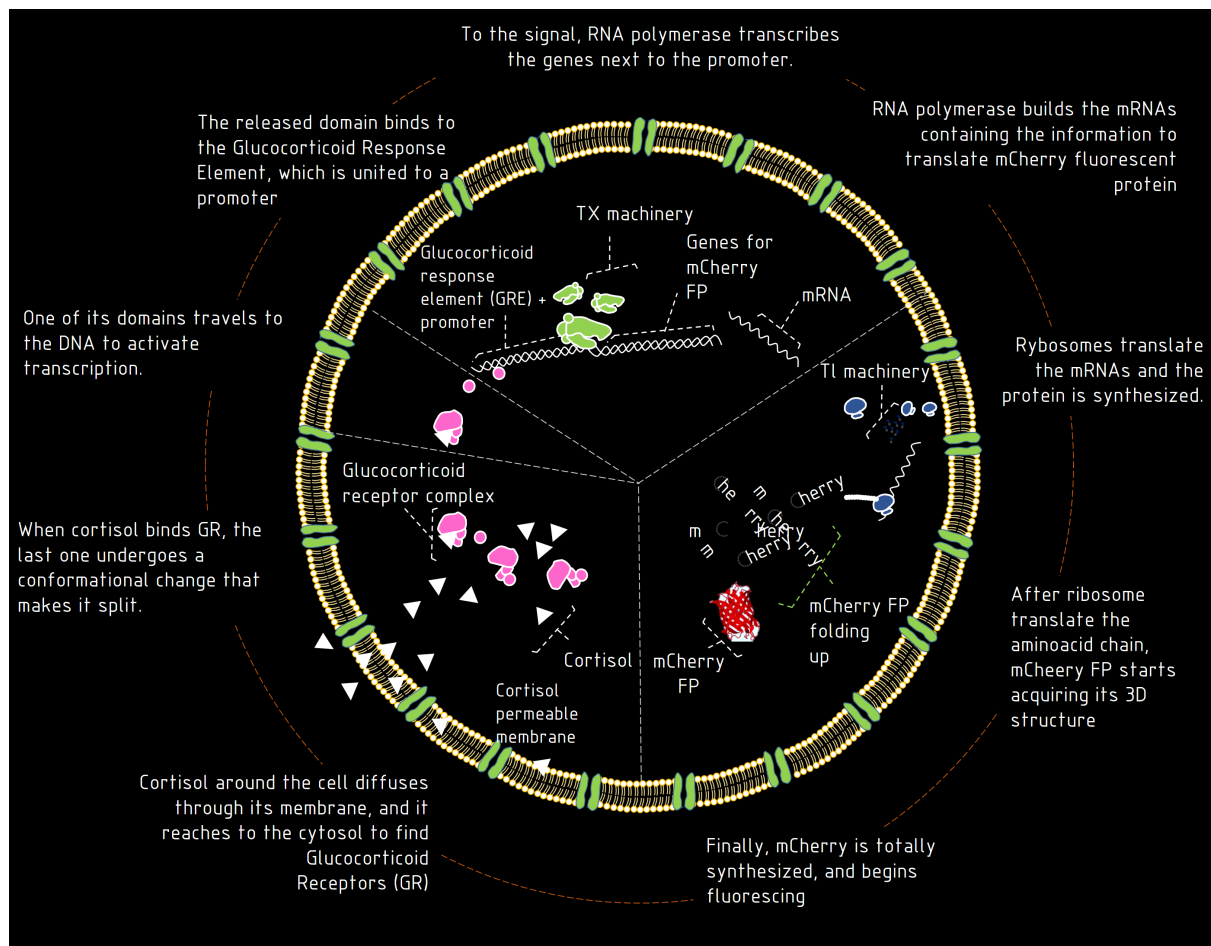 To the signal, RNA polymerase transcribes
the genes next to the promoter.
RNA polymerase builds the mRNAs
containing the information to
translate mCherry fluorescent
protein
The released domain binds to
the Glucocorticoid Response
Element, which is united to a
promoter
TX machinery
Genes for
mCherry
FP
Glucocorticoid
response
element (GRE) +
promoter
mRNA
One of its domains travels to
the DNA to activate
transcription.
Rybosomes translate
the mRNAs and the
protein is synthesized.
Tl machinery
Glucocorticoid
receptor complex
When cortisol binds GR, the
last one undergoes a
conformational change that
makes it split.
he
rry
m
he
rry
Cherry
m
C
herry
m
Cherry
mCherry FP
folding
up
mCherry
FP
Cortisol
Cortisol
permeable
membrane
After ribosome
translate the
aminoacid chain,
mCheery FP starts
acquiring its 3D
structure
Cortisol around the cell diffuses
through its membrane, and it
reaches to the cytosol to find
Glucocorticoid
Receptors (GR)
Finally, mCherry is totally
synthesized, and begins
fluorescing